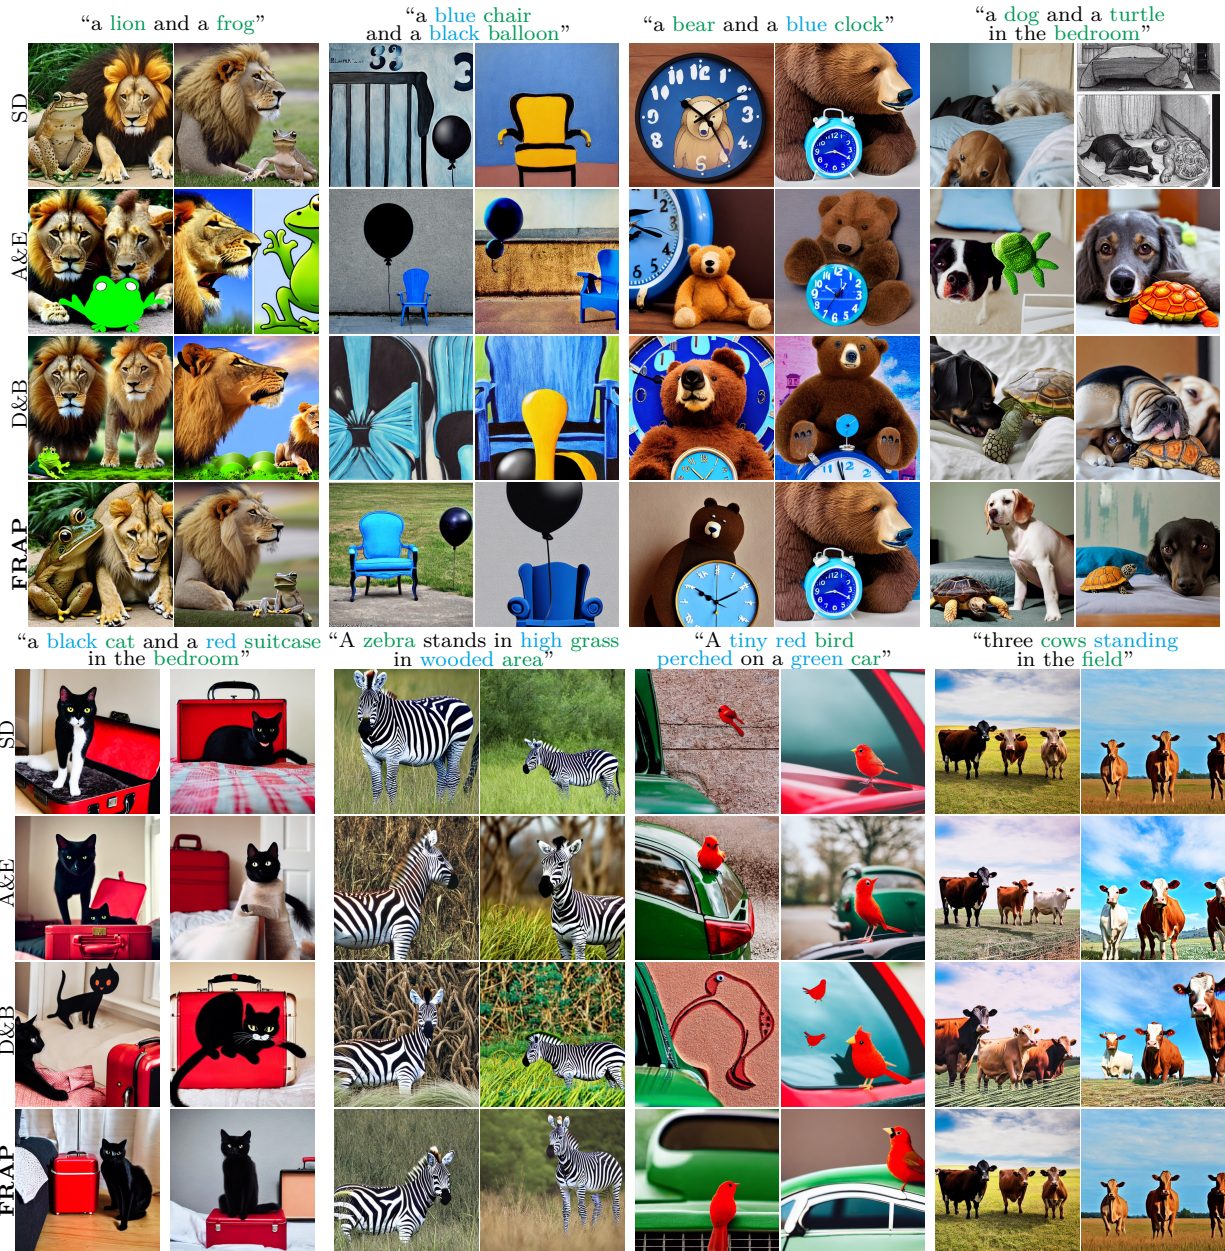 “a lion and a frog”
“a blue chair
and a black balloon”
“a bear and a blue clock”
“a dog and a turtle
in the bedroom”
SD
A&E
D&B
FRAP
“a black cat and a red suitcase
in the bedroom”
“A zebra stands in high grass
in wooded area”
“A tiny red bird
perched on a green car”
“three cows standing
in the field”
SD
A&E
D&B
FRAP